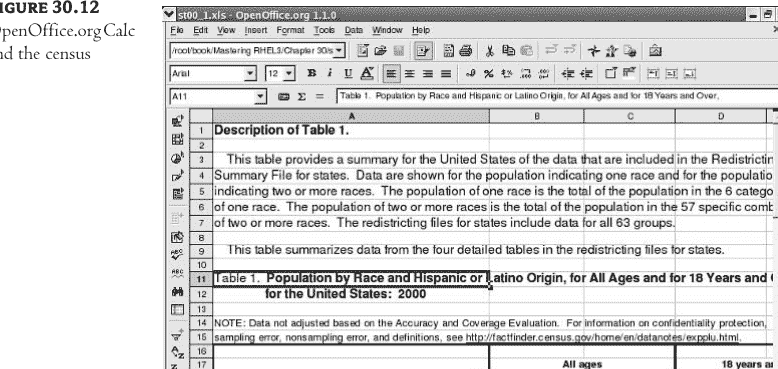 IGURE 30.12
OpenOffice.org Calc
nd the census
st00_1.xls - OpenOffice.org 1.1.0
File Edit View Insert Format Tools Data Window Help
/root/book/Mastering RHEL3/Chapter 30/s
Arial 12 B i U A
A11 Σ = Table 1. Population by Race and Hispanic or Latino Origin, for All Ages and for 18 Years and Over,
A B C D
1 Description of Table 1.
2
3 This table provides a summary for the United States of the data that are included in the Redistrictin
4 Summary File for states. Data are shown for the population indicating one race and for the populatio
5 indicating two or more races. The population of one race is the total of the population in the 6 catego
6 of one race. The population of two or more races is the total of the population in the 57 specific comb
7 of two or more races. The redistricting files for states include data for all 63 groups.
8
9 This table summarizes data from the four detailed tables in the redistricting files for states.
10
11 Table 1. Population by Race and Hispanic or Latino Origin, for All Ages and for 18 Years and
12 for the United States: 2000
13
14 NOTE: Data not adjusted based on the Accuracy and Coverage Evaluation. For information on confidentiality protection,
15 sampling error, nonsampling error, and definitions, see http://factfinder.census.gov/home/en/datanotes/expplu.html.
16
17 All ages 18 years a